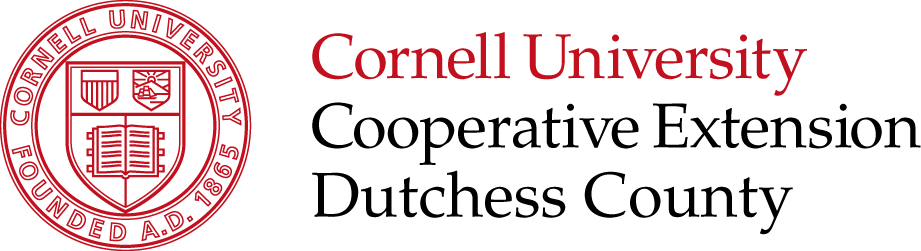 CORNELL UNIVERSITY
FOUNDED A.D. 1865
Cornell University
Cooperative Extension
Dutchess County